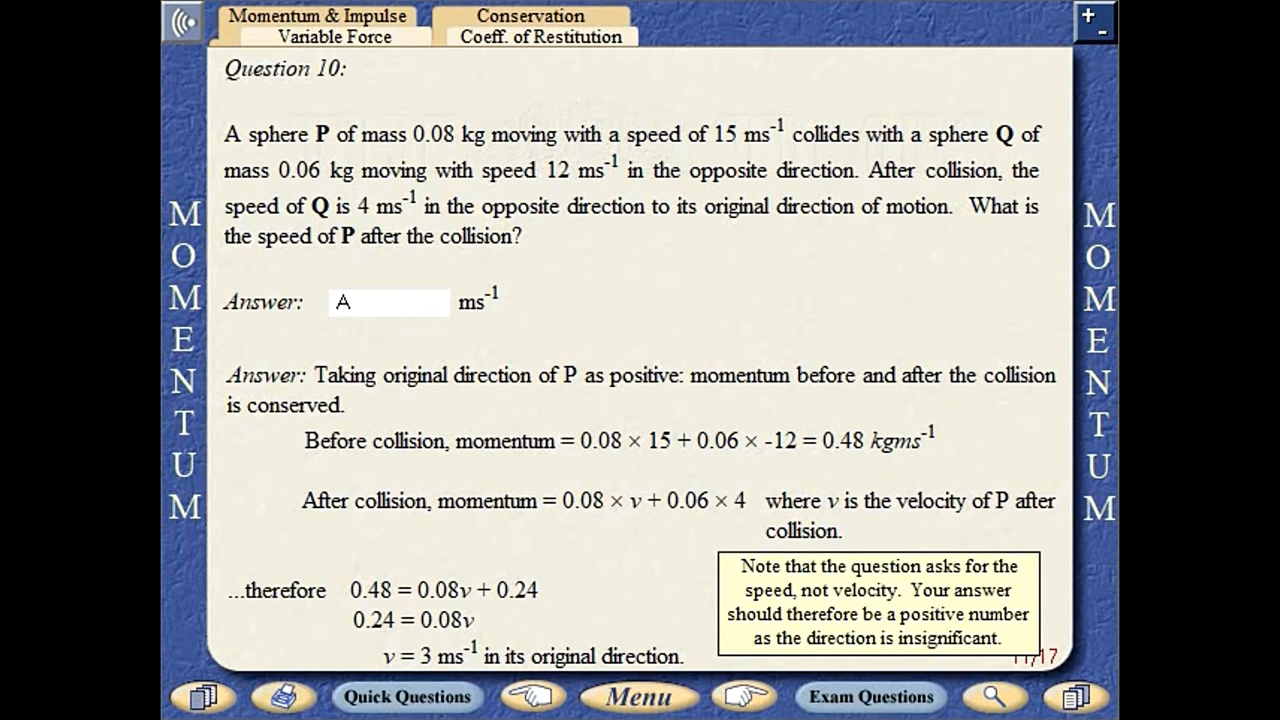 Momentum & Impulse
Conservation
Variable Force
Coeff. of Restitution
+
-
Question 10:
A sphere P of mass 0.08 kg moving with a speed of 15 ms⁻¹ collides with a sphere Q of
mass 0.06 kg moving with speed 12 ms⁻¹ in the opposite direction. After collision, the
speed of Q is 4 ms⁻¹ in the opposite direction to its original direction of motion. What is
the speed of P after the collision?
Answer: A ms⁻¹
Answer: Taking original direction of P as positive: momentum before and after the collision
is conserved.
Before collision, momentum = 0.08 × 15 + 0.06 × -12 = 0.48 kgms⁻¹
After collision, momentum = 0.08 × v + 0.06 × 4 where v is the velocity of P after
collision.
...therefore 0.48 = 0.08v + 0.24
0.24 = 0.08v
v = 3 ms⁻¹ in its original direction.
Note that the question asks for the
speed, not velocity. Your answer
should therefore be a positive number
as the direction is insignificant.
11/17
MOMENTUM
MOMENTUM
Quick Questions
Menu
Exam Questions